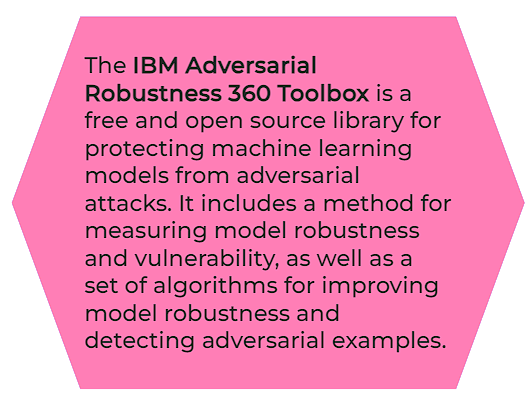 The IBM Adversarial
Robustness 360 Toolbox is a
free and open source library for
protecting machine learning
models from adversarial
attacks. It includes a method for
measuring model robustness
and vulnerability, as well as a
set of algorithms for improving
model robustness and
detecting adversarial examples.